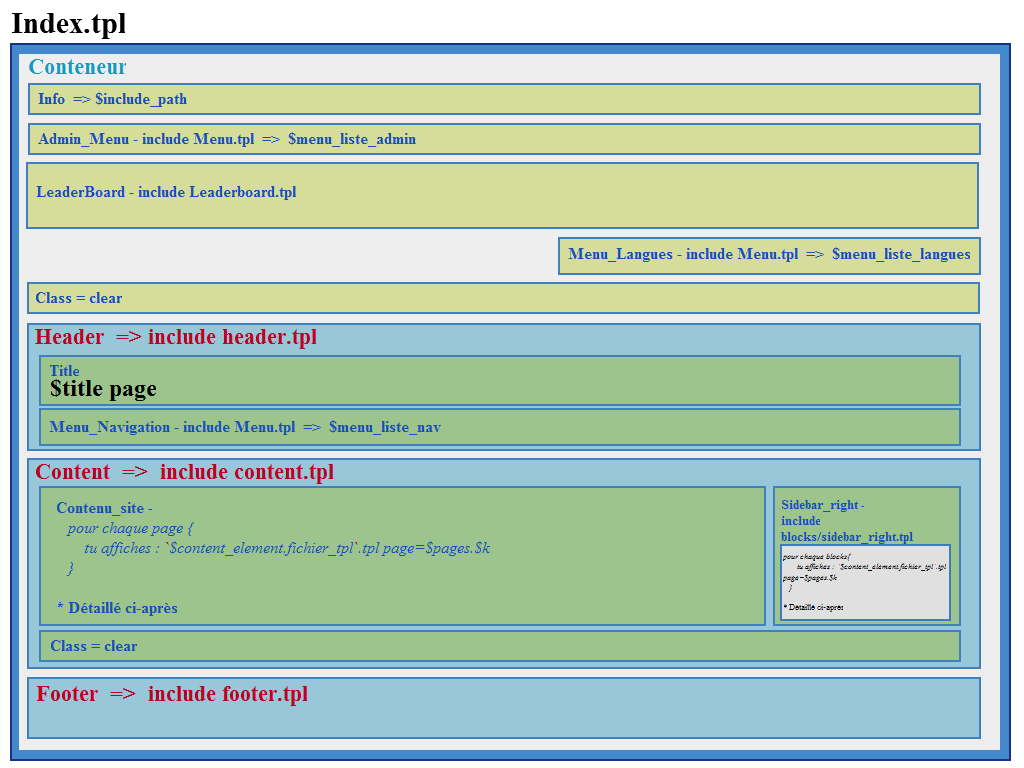 Index.tpl
Conteneur
Info => $include_path
Admin_Menu - include Menu.tpl => $menu_liste_admin
LeaderBoard - include Leaderboard.tpl
Menu_Langues - include Menu.tpl => $menu_liste_langues
Class = clear
Header => include header.tpl
Title
$title page
Menu_Navigation - include Menu.tpl => $menu_liste_nav
Content => include content.tpl
Contenu_site -
pour chaque page {
tu affiches : `$content_element.fichier_tpl`.tpl page=$pages.$k
}
* Détaillé ci-après
Sidebar_right -
include
blocks/sidebar_right.tpl
pour chaque blocks{
tu affiches : `$content_element.fichier_tpl`.tpl
page=$pages.$k
}
* Détaillé ci-après
Class = clear
Footer => include footer.tpl